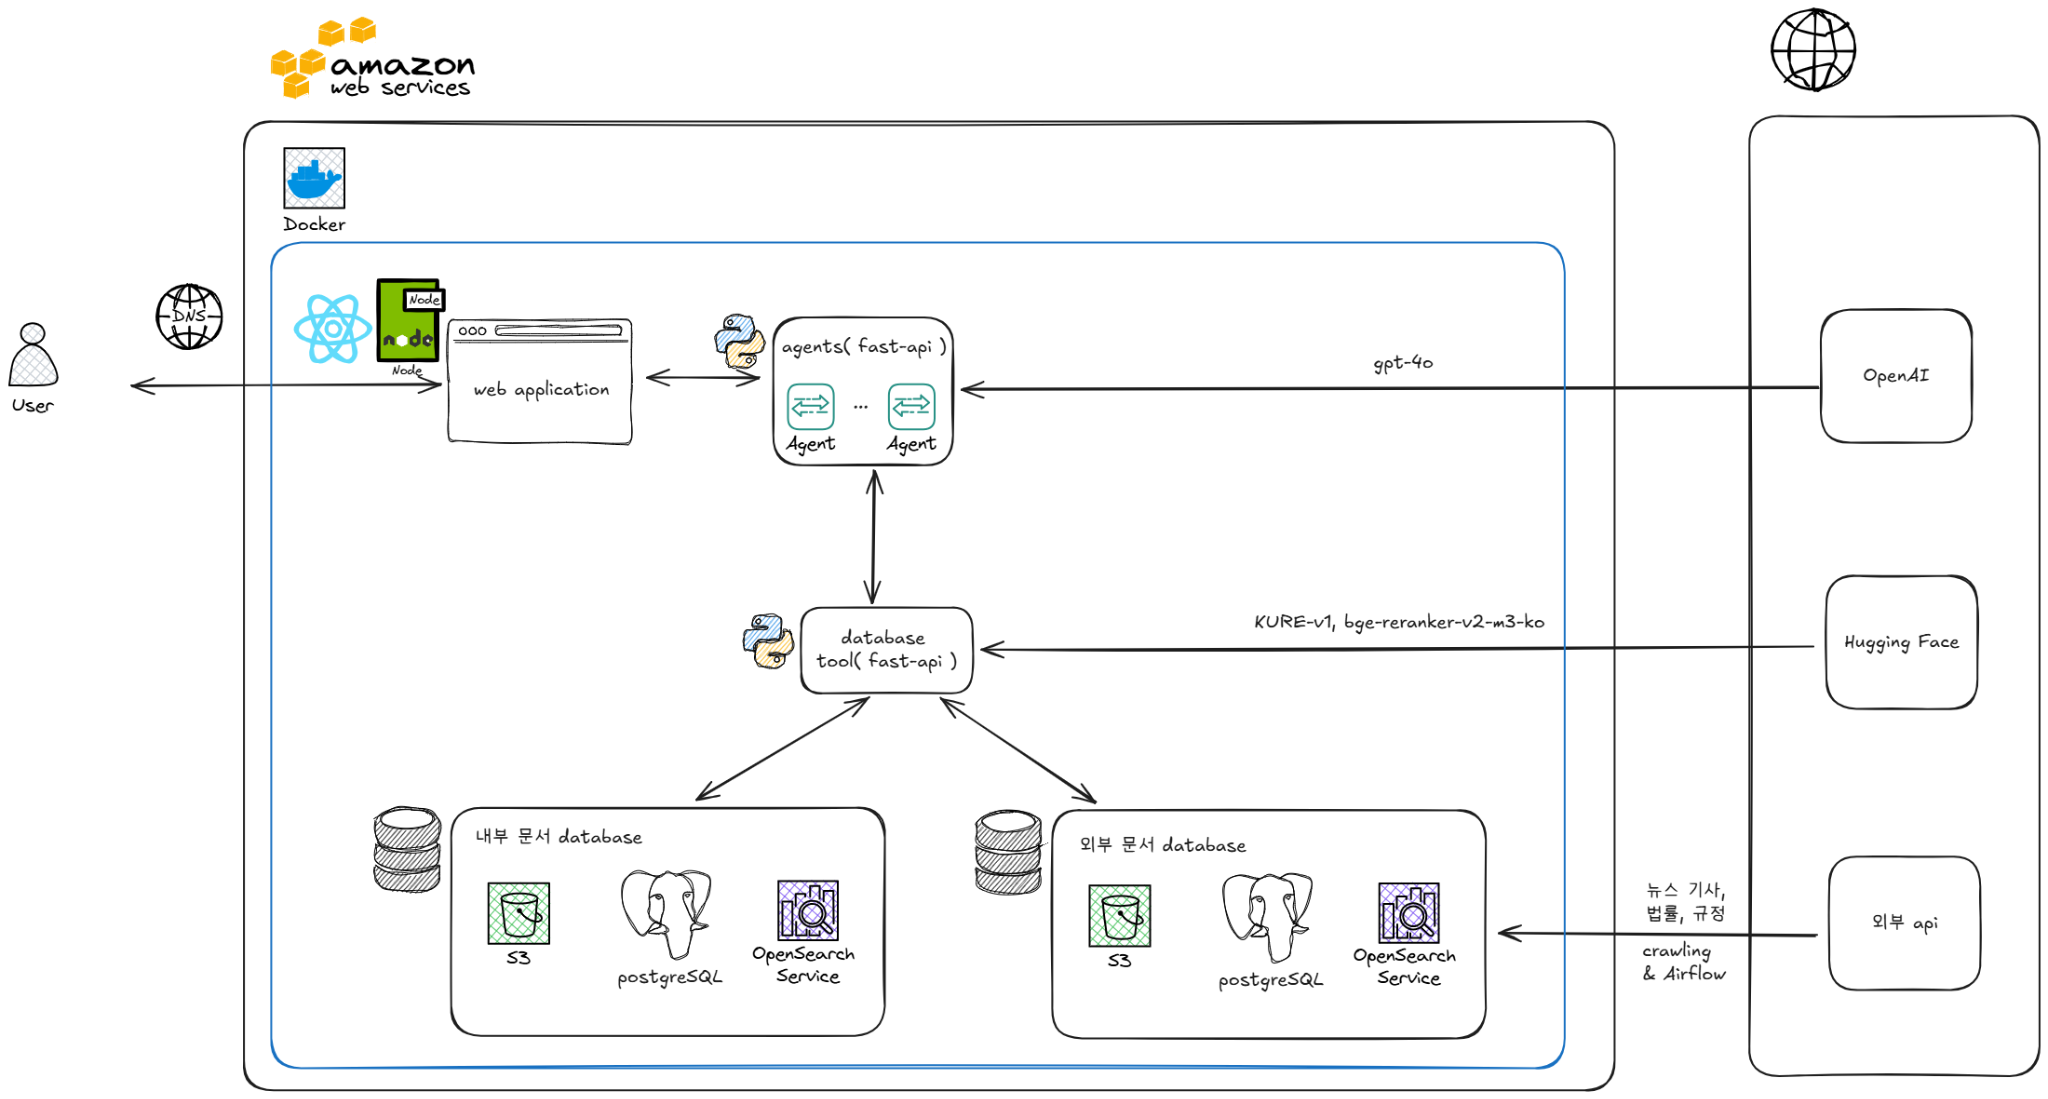 amazon
web services
Docker
DNS
User
Node
node
Node
web application
agents( fast-api )
...
Agent
Agent
gpt-4o
OpenAI
database
tool( fast-api )
KURE-v1, bge-reranker-v2-m3-ko
Hugging Face
내부 문서 database
S3
postgreSQL
OpenSearch
Service
외부 문서 database
S3
postgreSQL
OpenSearch
Service
뉴스 기사,
법률, 규정
crawling
& Airflow
외부 api